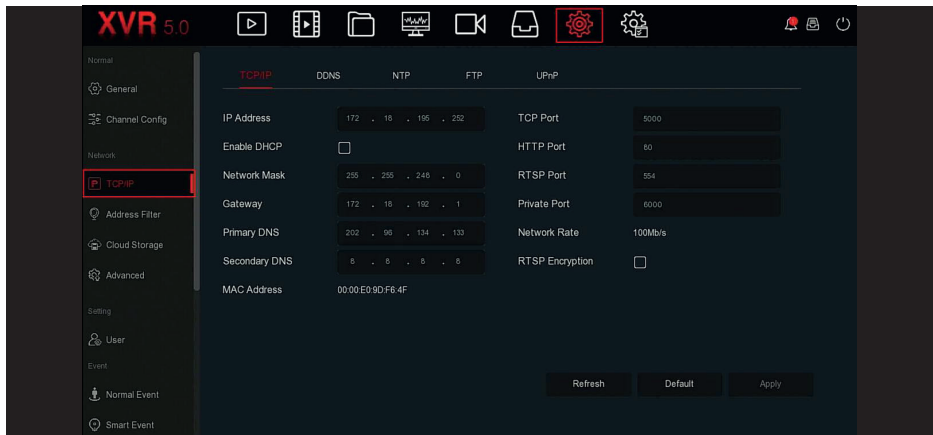 XVR 5.0
Normal
General
Channel Config
Network
TCP/IP
Address Filter
Cloud Storage
Advanced
Setting
User
Event
Normal Event
Smart Event
TCP/IP DDNS NTP FTP UPnP
IP Address 172 . 16 . 195 . 252 TCP Port 5000
Enable DHCP HTTP Port 80
Network Mask 255 . 255 . 248 . 0 RTSP Port 554
Gateway 172 . 16 . 192 . 1 Private Port 6000
Primary DNS 202 . 96 . 134 . 133 Network Rate 100Mb/s
Secondary DNS 8 . 8 . 8 . 8 RTSP Encryption
MAC Address 00:00:E0:9D:F6:4F
Refresh Default Apply